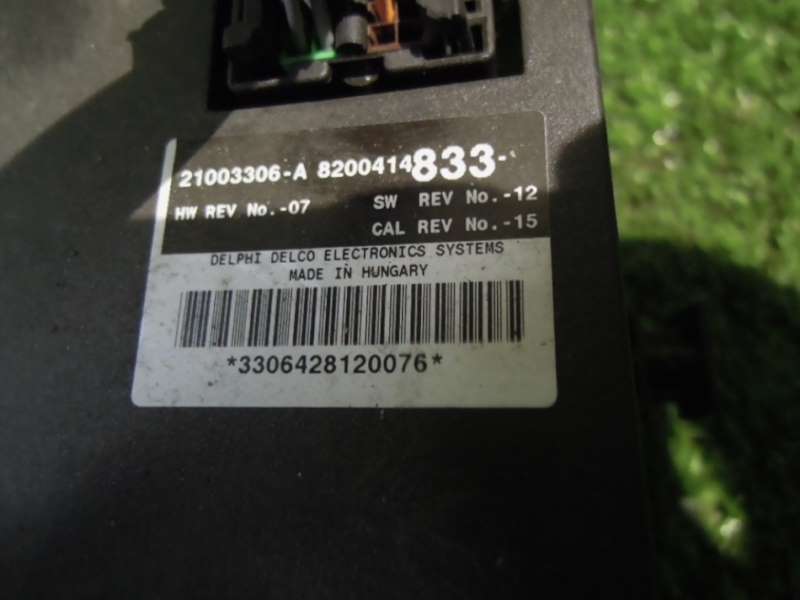 21003306-A 8200414833-
HW REV No.-07 SW REV No.-12
CAL REV No.-15
DELPHI DELCO ELECTRONICS SYSTEMS
MADE IN HUNGARY
*3306428120076*